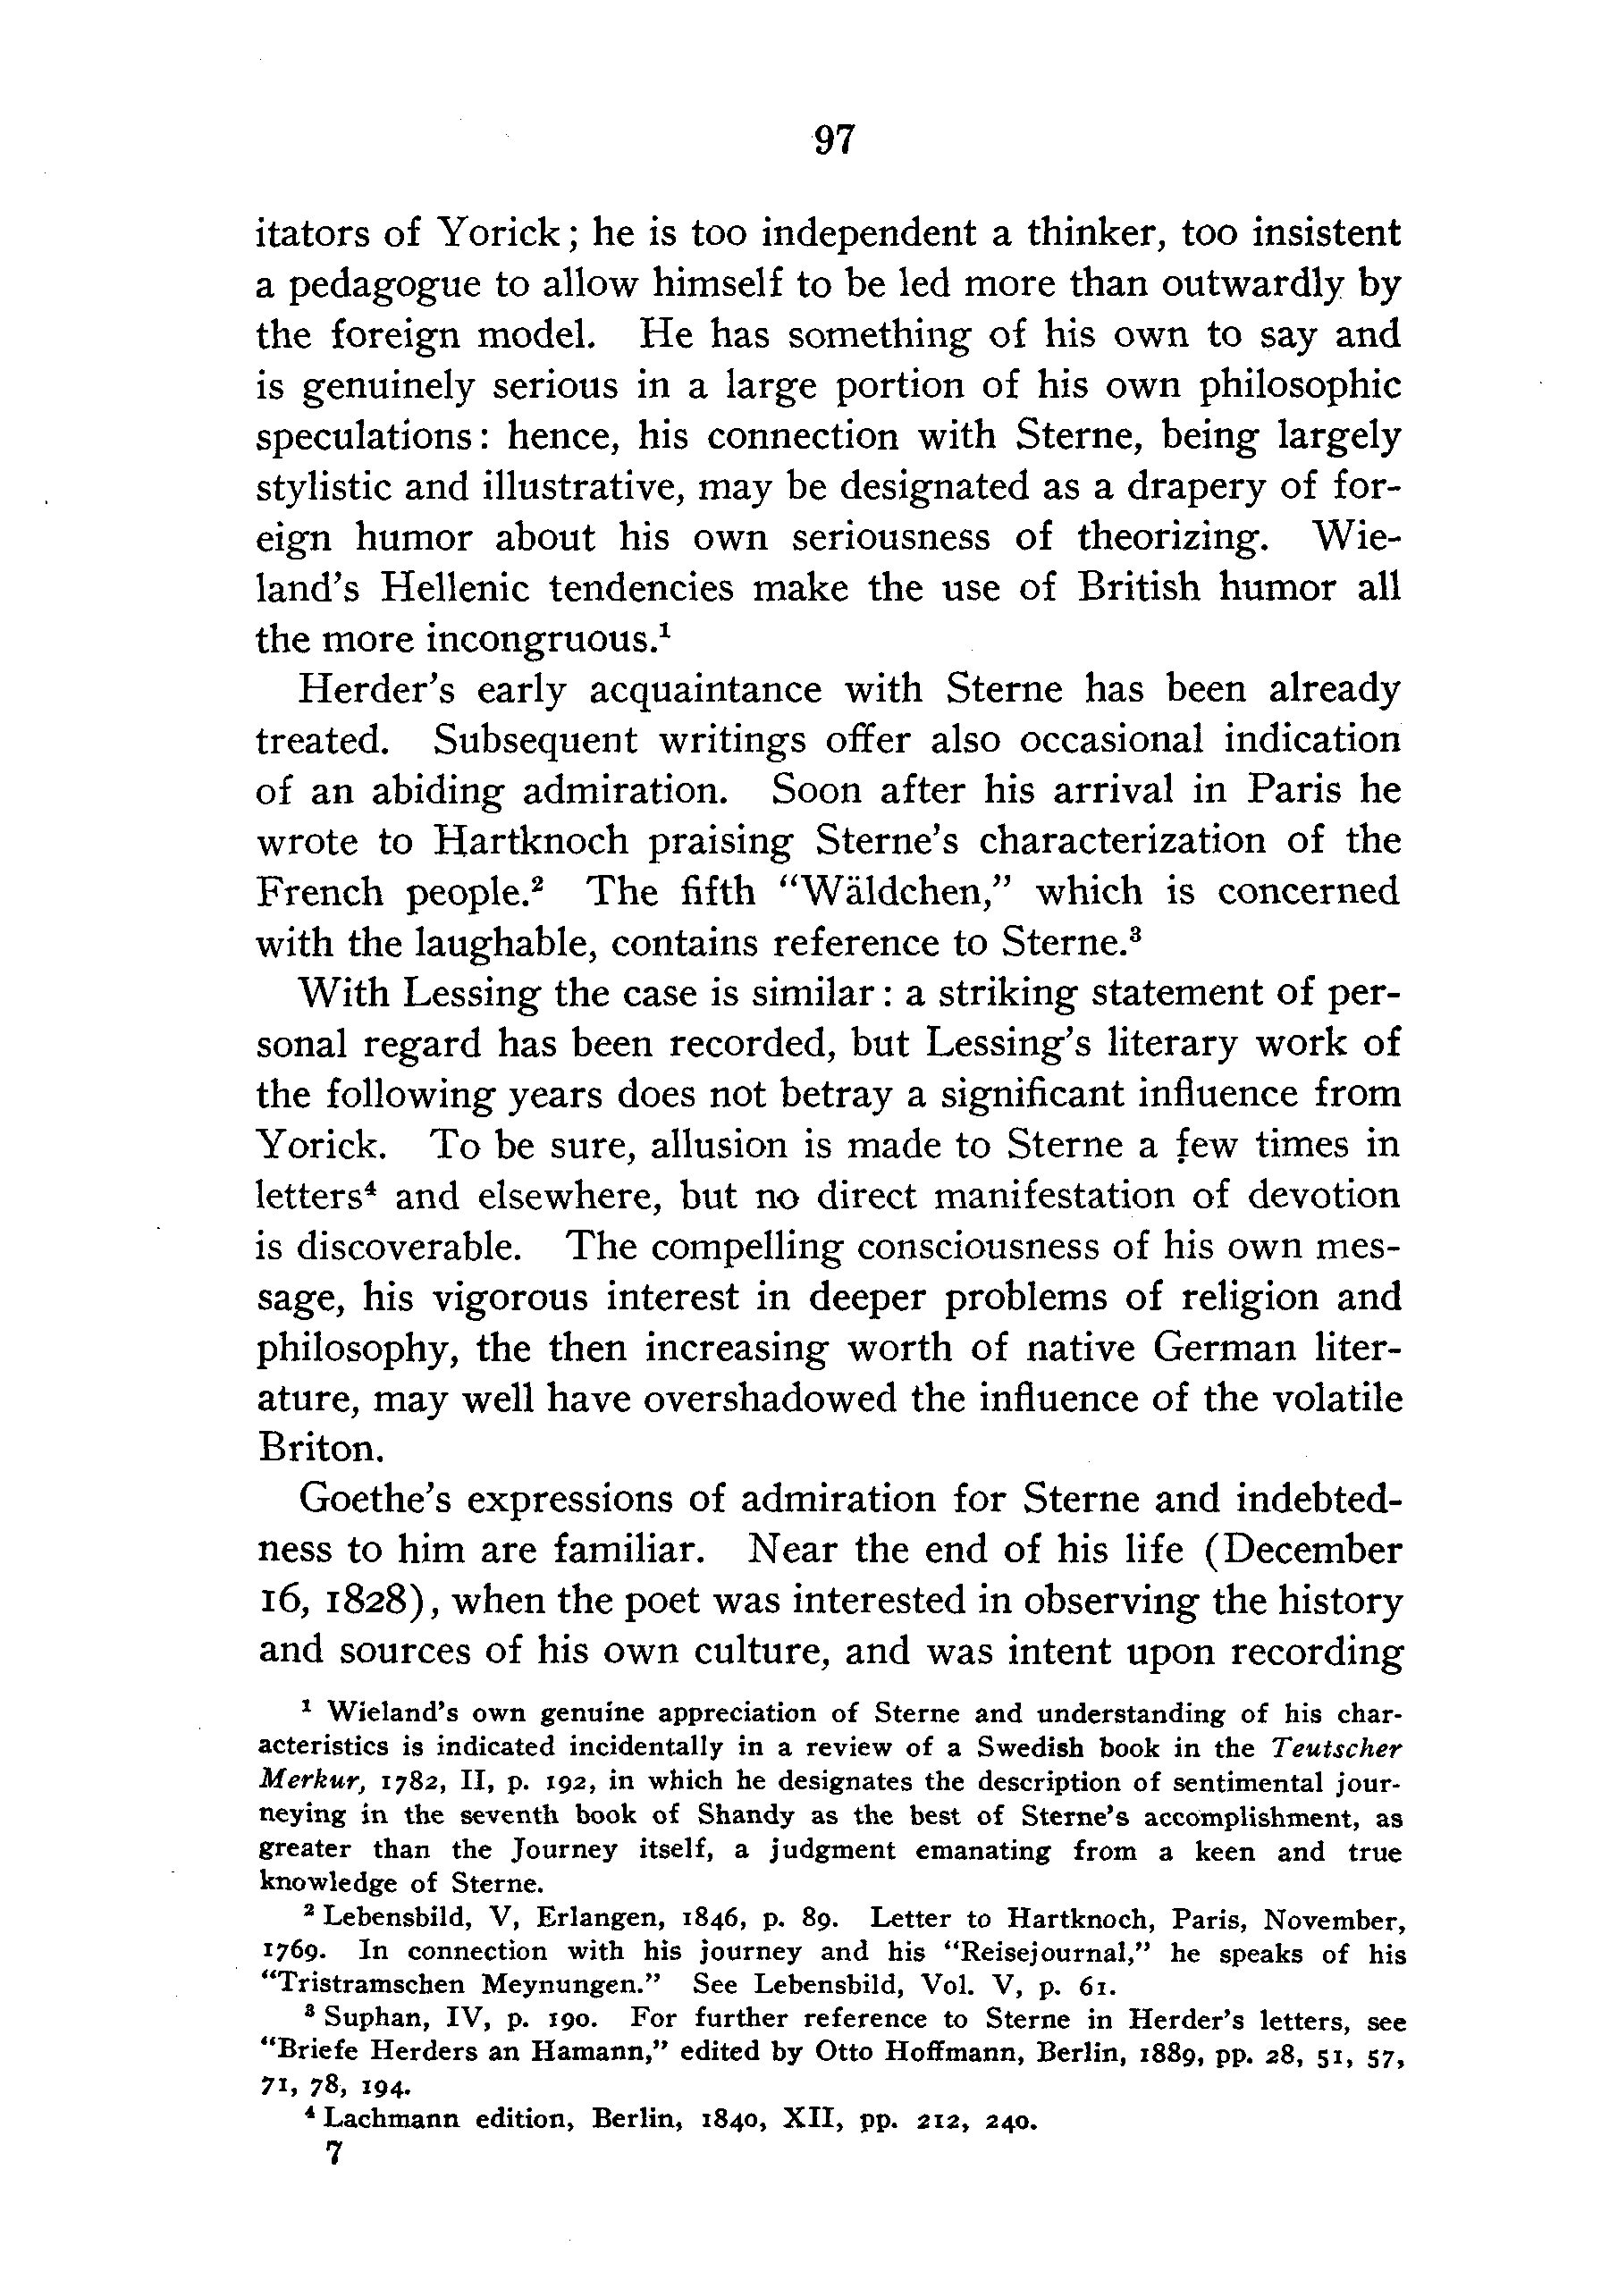 97
itators of Yorick; he is too independent a thinker, too insistent
a pedagogue to allow himself to be led more than outwardly by
the foreign model. He has something of his own to say and
is genuinely serious in a large portion of his own philosophic
speculations: hence, his connection with Sterne, being largely
stylistic and illustrative, may be designated as a drapery of for-
eign humor about his own seriousness of theorizing. Wie-
land's Hellenic tendencies make the use of British humor all
the more incongruous.¹
Herder's early acquaintance with Sterne has been already
treated. Subsequent writings offer also occasional indication
of an abiding admiration. Soon after his arrival in Paris he
wrote to Hartknoch praising Sterne's characterization of the
French people.² The fifth “Wäldchen,” which is concerned
with the laughable, contains reference to Sterne.³
With Lessing the case is similar: a striking statement of per-
sonal regard has been recorded, but Lessing's literary work of
the following years does not betray a significant influence from
Yorick. To be sure, allusion is made to Sterne a few times in
letters⁴ and elsewhere, but no direct manifestation of devotion
is discoverable. The compelling consciousness of his own mes-
sage, his vigorous interest in deeper problems of religion and
philosophy, the then increasing worth of native German liter-
ature, may well have overshadowed the influence of the volatile
Briton.
Goethe's expressions of admiration for Sterne and indebted-
ness to him are familiar. Near the end of his life (December
16, 1828), when the poet was interested in observing the history
and sources of his own culture, and was intent upon recording
¹ Wieland's own genuine appreciation of Sterne and understanding of his char-
acteristics is indicated incidentally in a review of a Swedish book in the Teutscher
Merkur, 1782, II, p. 192, in which he designates the description of sentimental jour-
neying in the seventh book of Shandy as the best of Sterne's accomplishment, as
greater than the Journey itself, a judgment emanating from a keen and true
knowledge of Sterne.
² Lebensbild, V, Erlangen, 1846, p. 89. Letter to Hartknoch, Paris, November,
1769. In connection with his journey and his “Reisejournal,” he speaks of his
“Tristramschen Meynungen.” See Lebensbild, Vol. V, p. 61.
³ Suphan, IV, p. 190. For further reference to Sterne in Herder's letters, see
“Briefe Herders an Hamann,” edited by Otto Hoffmann, Berlin, 1889, pp. 28, 51, 57,
71, 78, 194.
⁴ Lachmann edition, Berlin, 1840, XII, pp. 212, 240.
7